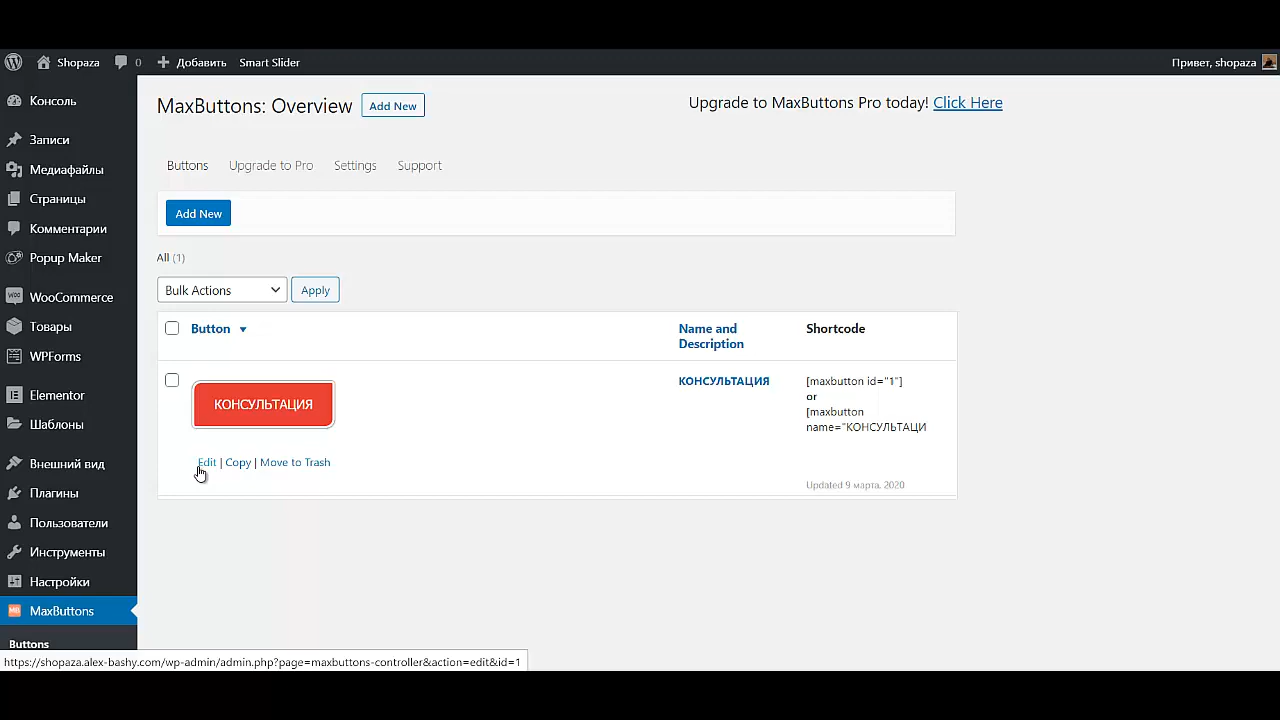 Shopaza 0 Добавить Smart Slider Привет, shopaza
Консоль
Записи
Медиафайлы
Страницы
Комментарии
Popup Maker
WooCommerce
Товары
WPForms
Elementor
Шаблоны
Внешний вид
Плагины
Пользователи
Инструменты
Настройки
MaxButtons
Buttons
MaxButtons: Overview Add New
Upgrade to MaxButtons Pro today! Click Here
Buttons Upgrade to Pro Settings Support
Add New
All (1)
Bulk Actions Apply
Button Name and Description Shortcode
КОНСУЛЬТАЦИЯ
Edit | Copy | Move to Trash
КОНСУЛЬТАЦИЯ
[maxbutton id="1"]
or
[maxbutton
name="КОНСУЛЬТАЦИ
Updated 9 марта, 2020
https://shopaza.alex-bashy.com/wp-admin/admin.php?page=maxbuttons-controller&action=edit&id=1